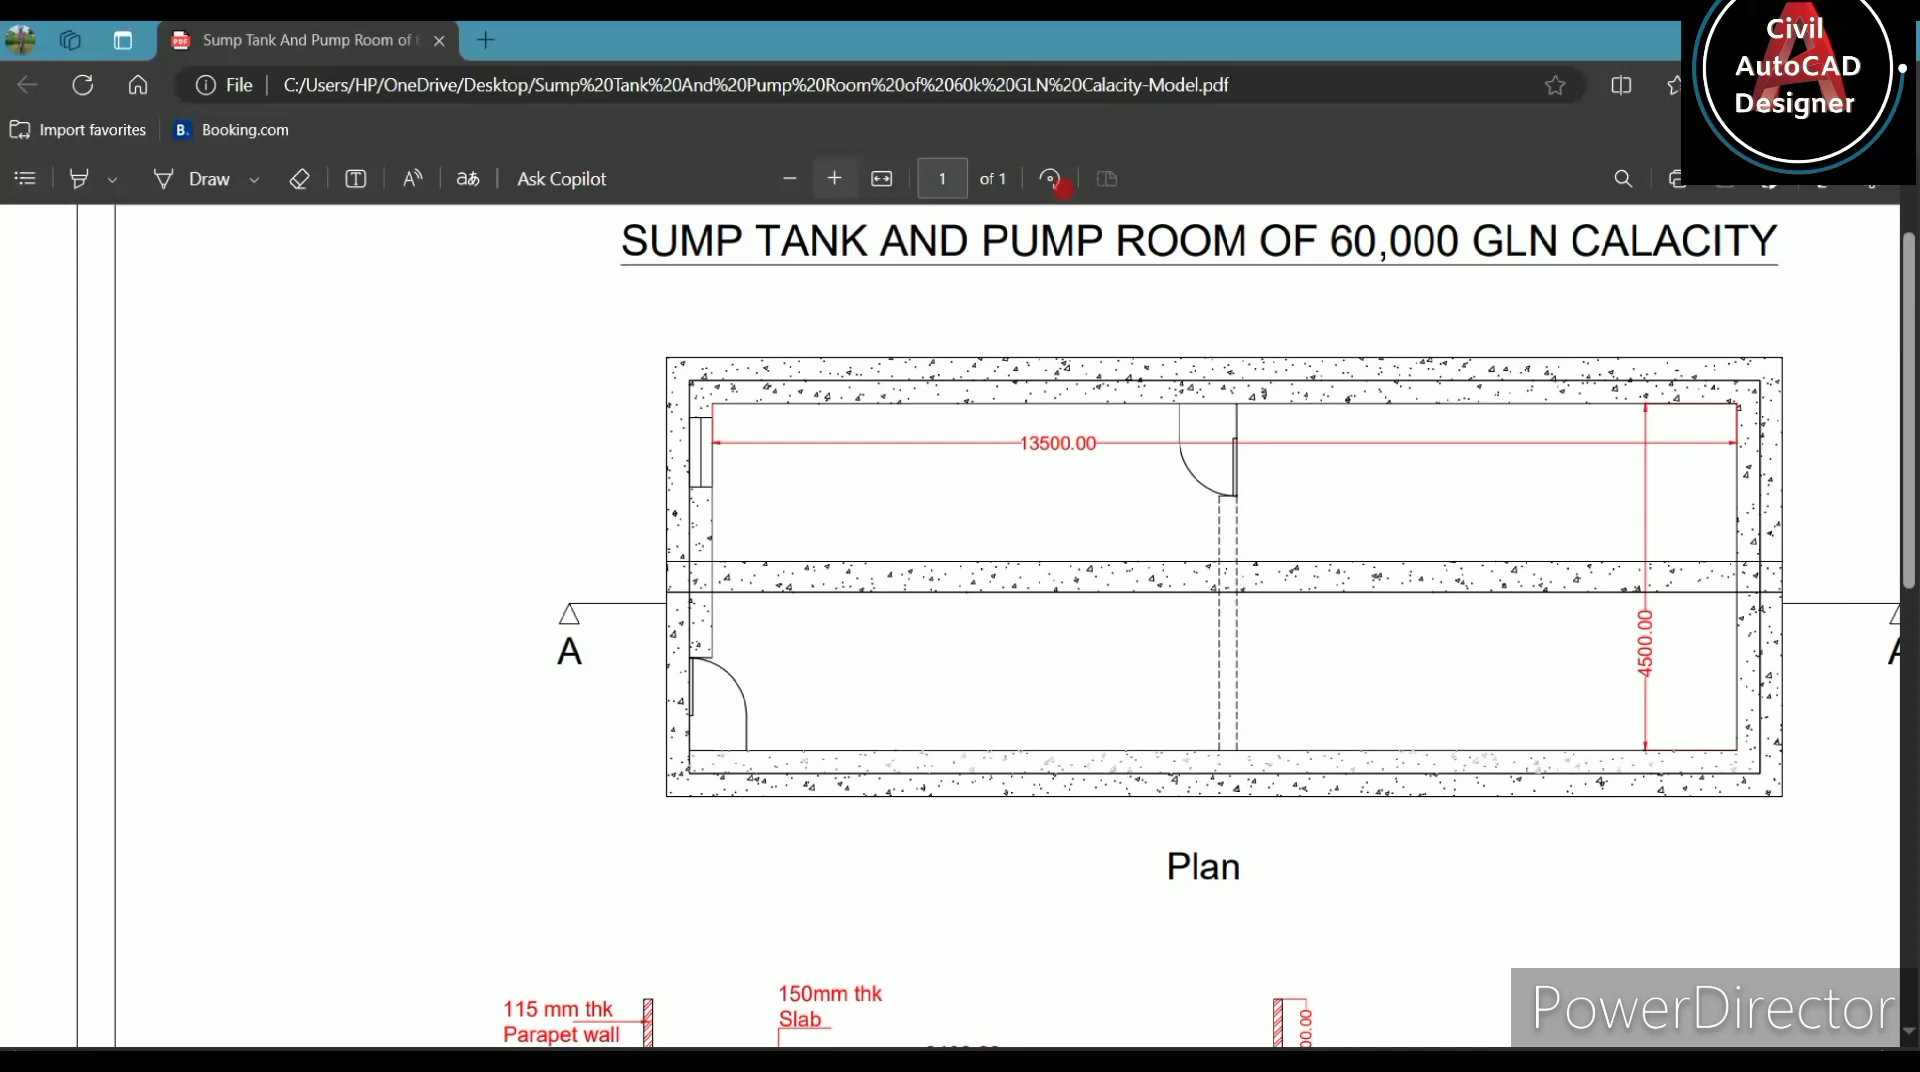 Sump Tank And Pump Room of
File
C:/Users/HP/OneDrive/Desktop/Sump%20Tank%20And%20Pump%20Room%20of%2060k%20GLN%20Calacity-Model.pdf
Civil
AutoCAD
Designer
Import favorites
B. Booking.com
Draw
T
A
aあ
Ask Copilot
1
of 1
SUMP TANK AND PUMP ROOM OF 60,000 GLN CALACITY
13500.00
4500.00
A
Plan
115 mm thk
Parapet wall
150mm thk
Slab
PowerDirector